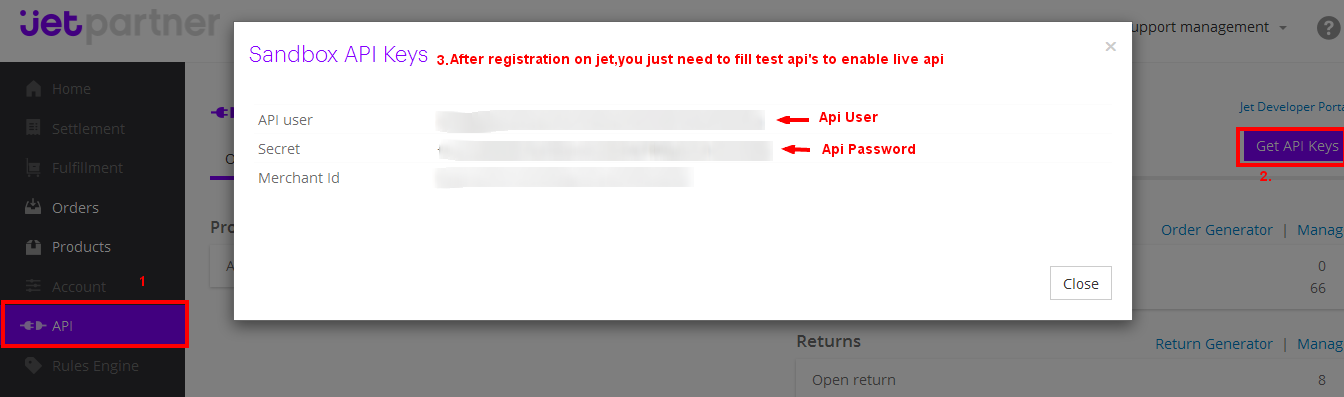 jetpartner
upport management
Sandbox API Keys
3.After registration on jet,you just need to fill test api's to enable live api
×
Home
Settlement
Fulfillment
Orders
Products
Account
1
API
Rules Engine
API user
Api User
Secret
Api Password
Merchant Id
Close
Jet Developer Porta
Get API Keys
2.
O
Pro
A
Order Generator | Manag
0
66
Returns
Return Generator | Manag
Open return
8
?